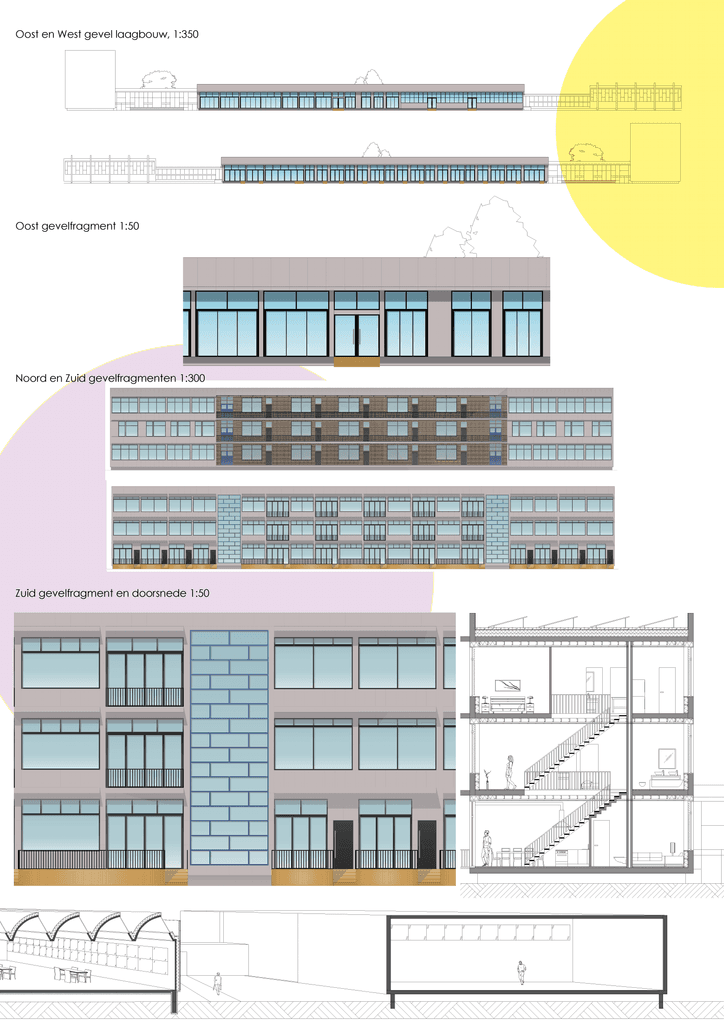 Oost en West gevel laagbouw, 1:350
Oost gevelfragment 1:50
Noord en Zuid gevelfragmenten 1:300
Zuid gevelfragment en doorsnede 1:50